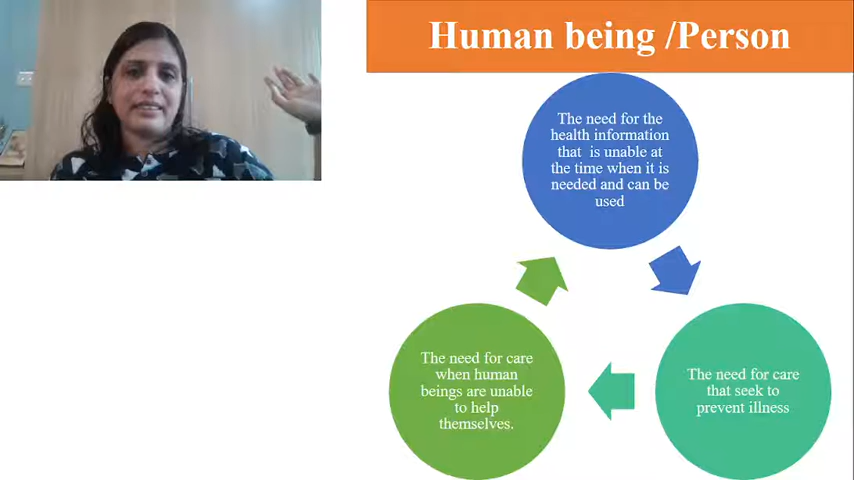 Human being /Person
The need for the
health information
that is unable at
the time when it is
needed and can be
used
The need for care
that seek to
prevent illness
The need for care
when human
beings are unable
to help
themselves.